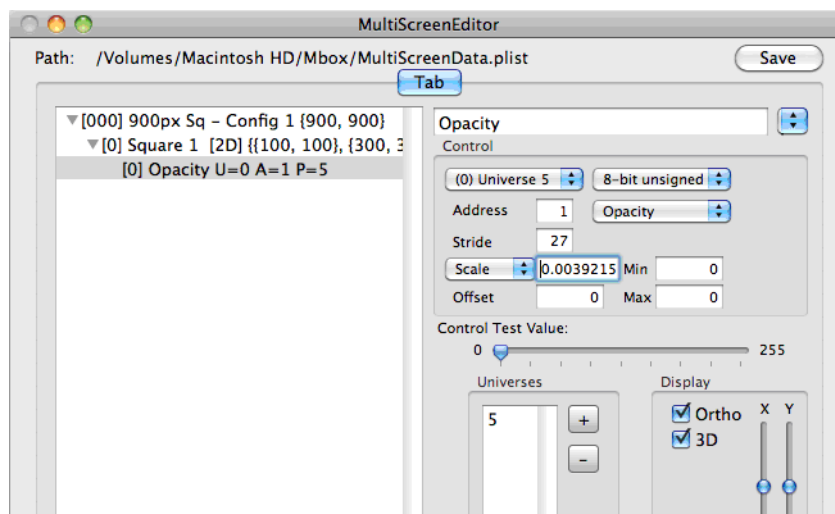 MultiScreenEditor
Path: /Volumes/Macintosh HD/Mbox/MultiScreenData.plist Save
Tab
[000] 900px Sq – Config 1 {900, 900}
[0] Square 1 [2D] {{100, 100}, {300, 3
[0] Opacity U=0 A=1 P=5
Opacity
Control
(0) Universe 5 8-bit unsigned
Address 1 Opacity
Stride 27
Scale 0.0039215 Min 0
Offset 0 Max 0
Control Test Value:
0 255
Universes
5
+
-
Display
Ortho X Y
3D